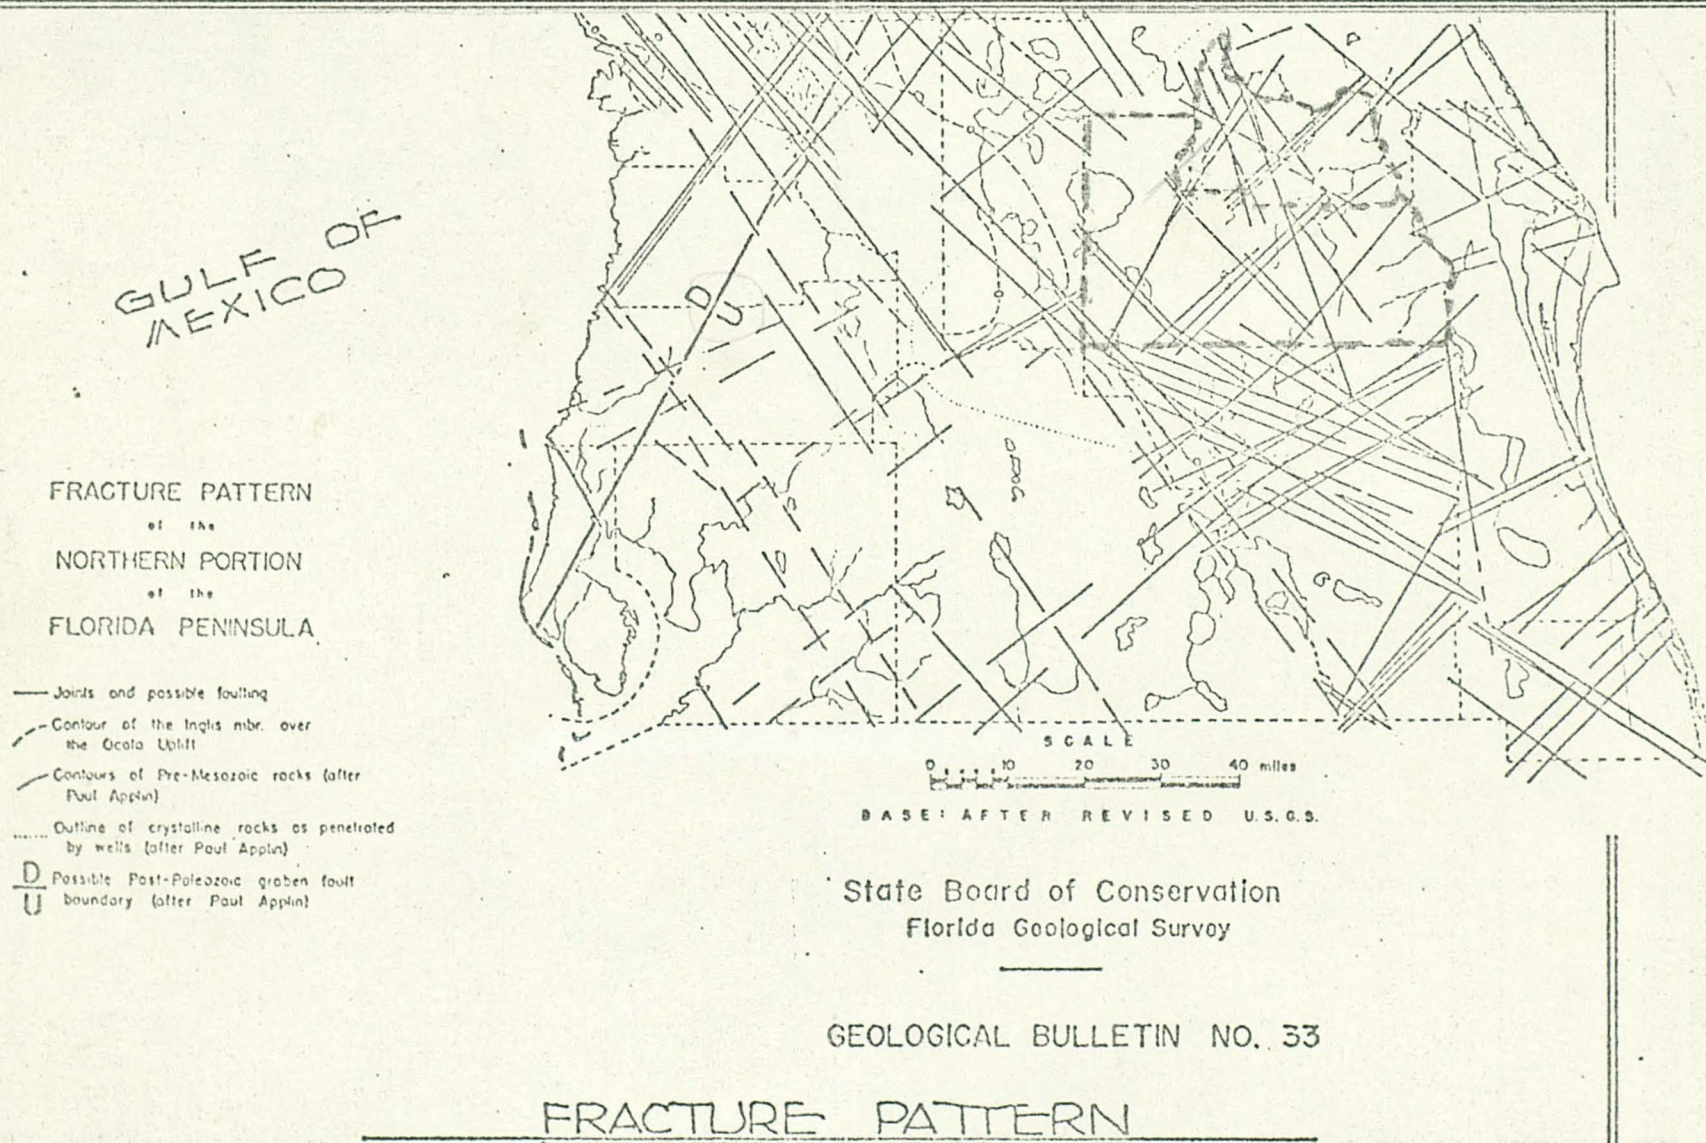 GULF OF
MEXICO
D
U
FRACTURE PATTERN
of the
NORTHERN PORTION
of the
FLORIDA PENINSULA
Joints and possible faulting
Contour of the Inglis mbr. over
the Ocala Uplift
Contours of Pre-Mesozoic rocks (after
Paul Applin)
Outline of crystalline rocks as penetrated
by wells (after Paul Applin)
D Possible Post-Paleozoic graben fault
U boundary (after Paul Applin)
SCALE
0 10 20 30 40 miles
BASE: AFTER REVISED U.S.G.S.
State Board of Conservation
Florida Geological Survey
GEOLOGICAL BULLETIN NO. 33
FRACTURE PATTERN